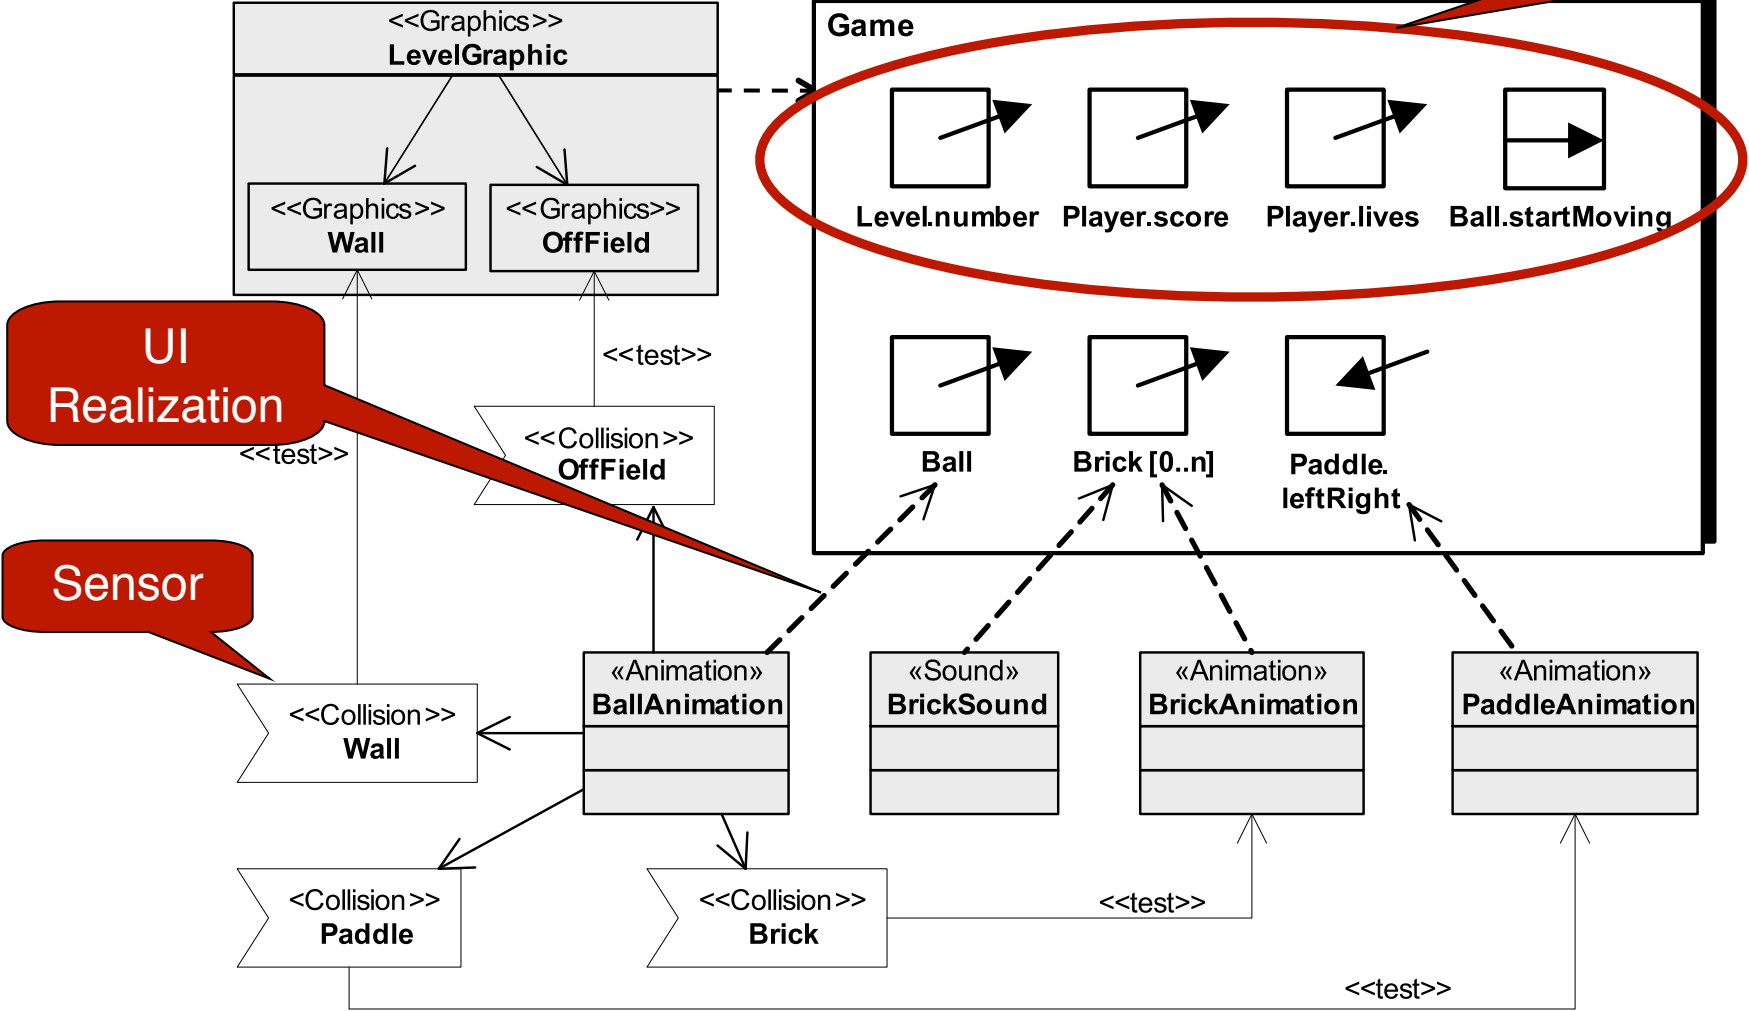 <<Graphics>>
LevelGraphic
<<Graphics>>
Wall
<<Graphics>>
OffField
Game
Level.number
Player.score
Player.lives
Ball.startMoving
UI
Realization
<<test>>
<<test>>
<<Collision>>
OffField
Ball
Brick [0..n]
Paddle.
leftRight
Sensor
<<Collision>>
Wall
«Animation»
BallAnimation
«Sound»
BrickSound
«Animation»
BrickAnimation
«Animation»
PaddleAnimation
<Collision>>
Paddle
<<Collision>>
Brick
<<test>>
<<test>>